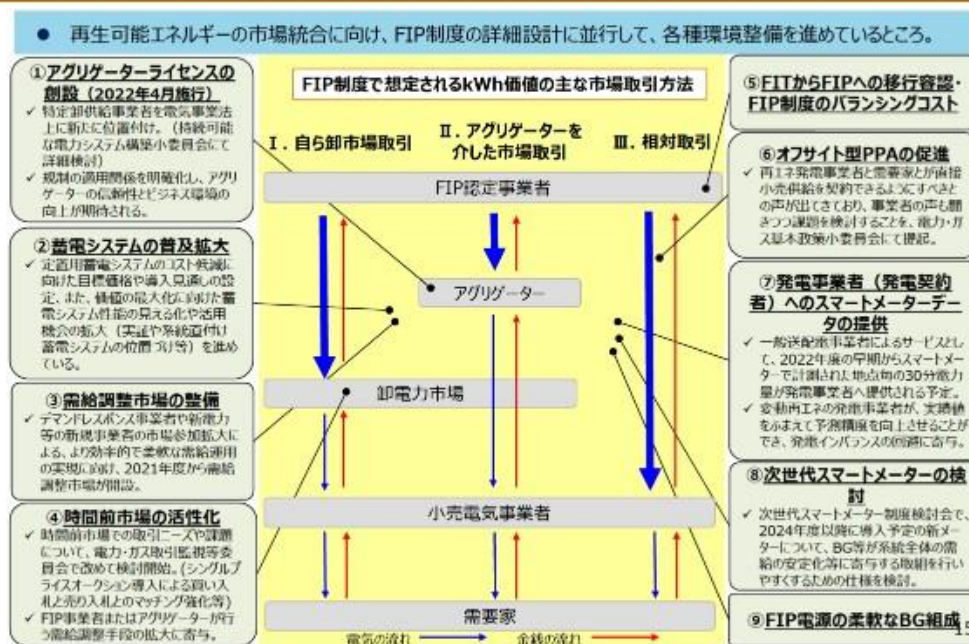 ● 再生可能エネルギーの市場統合に向け、FIP制度の詳細設計に並行して、各種環境整備を進めているところ。
①アグリゲーターライセンスの
創設（2022年4月施行）
✓ 特定卸供給事業者を電気事業法
上に新たに位置付け。（持続可能
な電力システム構築小委員会にて
詳細検討）
✓ 規制の適用関係を明確化し、アグリ
ゲーターの信頼性とビジネス環境の
向上が期待される。
②蓄電システムの普及拡大
✓ 定置用蓄電システムのコスト低減に
向けた目標価格や導入見通しの設
定、また、価値の最大化に向けた蓄
電システム性能の見える化や活用
機会の拡大（実証や系統直付け
蓄電システムの位置づけ等）を進め
ている。
③需給調整市場の整備
✓ デマンドレスポンス事業者や新電力
等の新規事業者の市場参加拡大に
よる、より効率的で柔軟な需給運用
の実現に向け、2021年度から需給
調整市場が開設。
④時間前市場の活性化
✓ 時間前市場での取引ニーズや課題
について、電力・ガス取引監視等委
員会で改めて検討開始。(シングルプ
ライスオークション導入による買い入
札と売り入札とのマッチング強化等)
✓ FIP事業者またはアグリゲーターが行
う需給調整手段の拡大に寄与。
FIP制度で想定されるkWh価値の主な市場取引方法
Ⅰ．自ら卸市場取引
Ⅱ．アグリゲーターを
介した市場取引
Ⅲ．相対取引
FIP認定事業者
アグリゲーター
卸電力市場
小売電気事業者
需要家
電気の流れ
金銭の流れ
⑤FITからFIPへの移行容認・
FIP制度のバランシングコスト
⑥オフサイト型PPAの促進
✓ 再エネ発電事業者と需要家とが直接
小売供給を契約できるようにすべきと
の声が出てきており、事業者の声も聞
きつつ課題を検討することを、電力・ガ
ス基本政策小委員会にて提起。
⑦発電事業者（発電契約
者）へのスマートメーターデー
タの提供
✓ 一般送配電事業者によるサービスとし
て、2022年度の早期からスマートメー
ターで計測された地点毎の30分電力
量が発電事業者へ提供される予定。
✓ 変動再エネの発電事業者が、実績値
をふまえて予測精度を向上させることが
でき、発電インバランスの回避に寄与。
⑧次世代スマートメーターの検
討
✓ 次世代スマートメーター制度検討会で、
2024年度以降に導入予定の新メー
ターについて、BG等が系統全体の需
給の安定化等に寄与する取組を行い
やすくするための仕様を検討。
⑨FIP電源の柔軟なBG組成